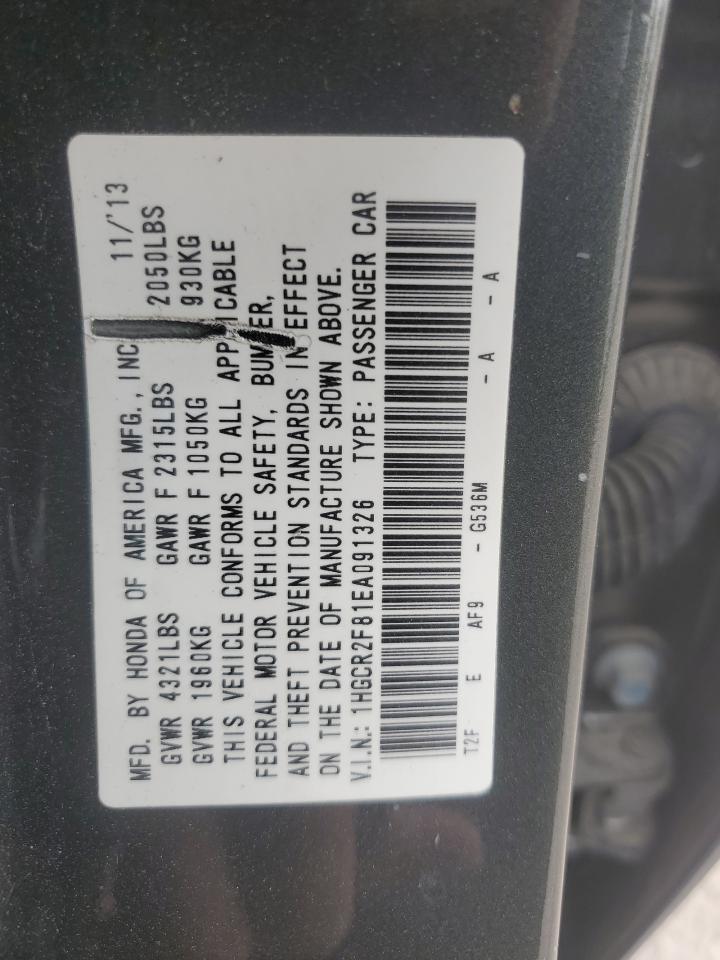 MFD. BY HONDA OF AMERICA MFG., INC 11/'13
GVWR 4321LBS GAWR F 2315LBS 2050LBS
GVWR 1960KG GAWR F 1050KG 930KG
THIS VEHICLE CONFORMS TO ALL APP ICABLE
FEDERAL MOTOR VEHICLE SAFETY, BUM ER,
AND THEFT PREVENTION STANDARDS IN EFFECT
ON THE DATE OF MANUFACTURE SHOWN ABOVE.
V.I.N.: 1HGCR2F81EA091326 TYPE: PASSENGER CAR
T2F E AF9 - G536M - A - A